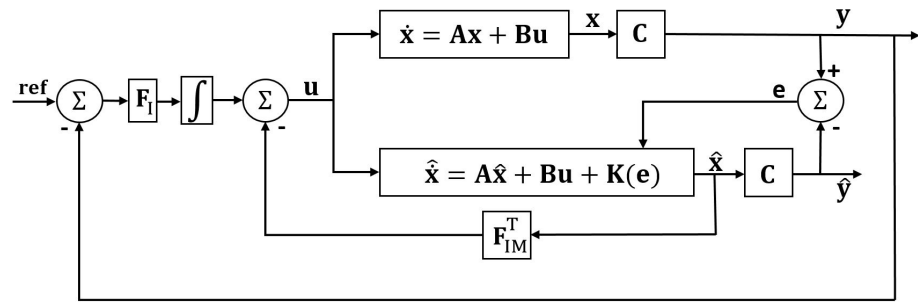 ẋ = Ax + Bu
x
C
y
ref
Σ
F_I
∫
Σ
u
-
-
+
e
Σ
-
x̂̇ = Ax̂ + Bu + K(e)
x̂
C
ŷ
F_IM^T